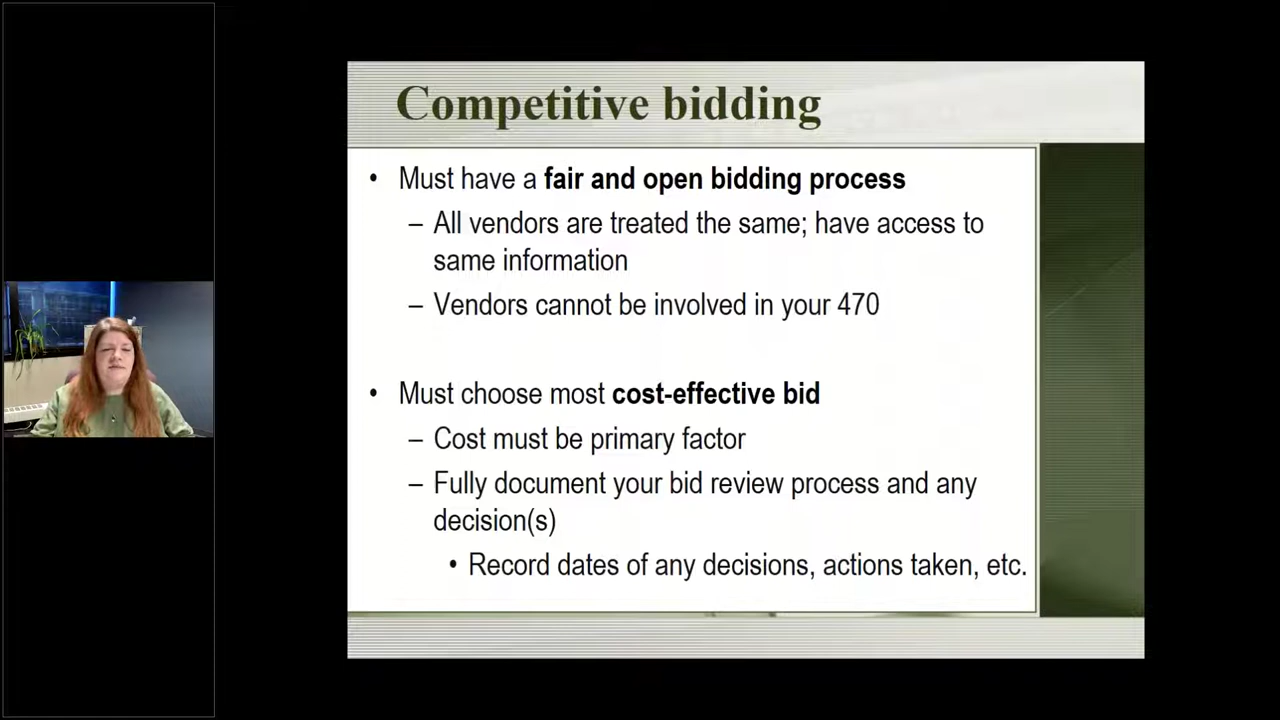 Competitive bidding
• Must have a fair and open bidding process
– All vendors are treated the same; have access to
same information
– Vendors cannot be involved in your 470
• Must choose most cost-effective bid
– Cost must be primary factor
– Fully document your bid review process and any
decision(s)
• Record dates of any decisions, actions taken, etc.